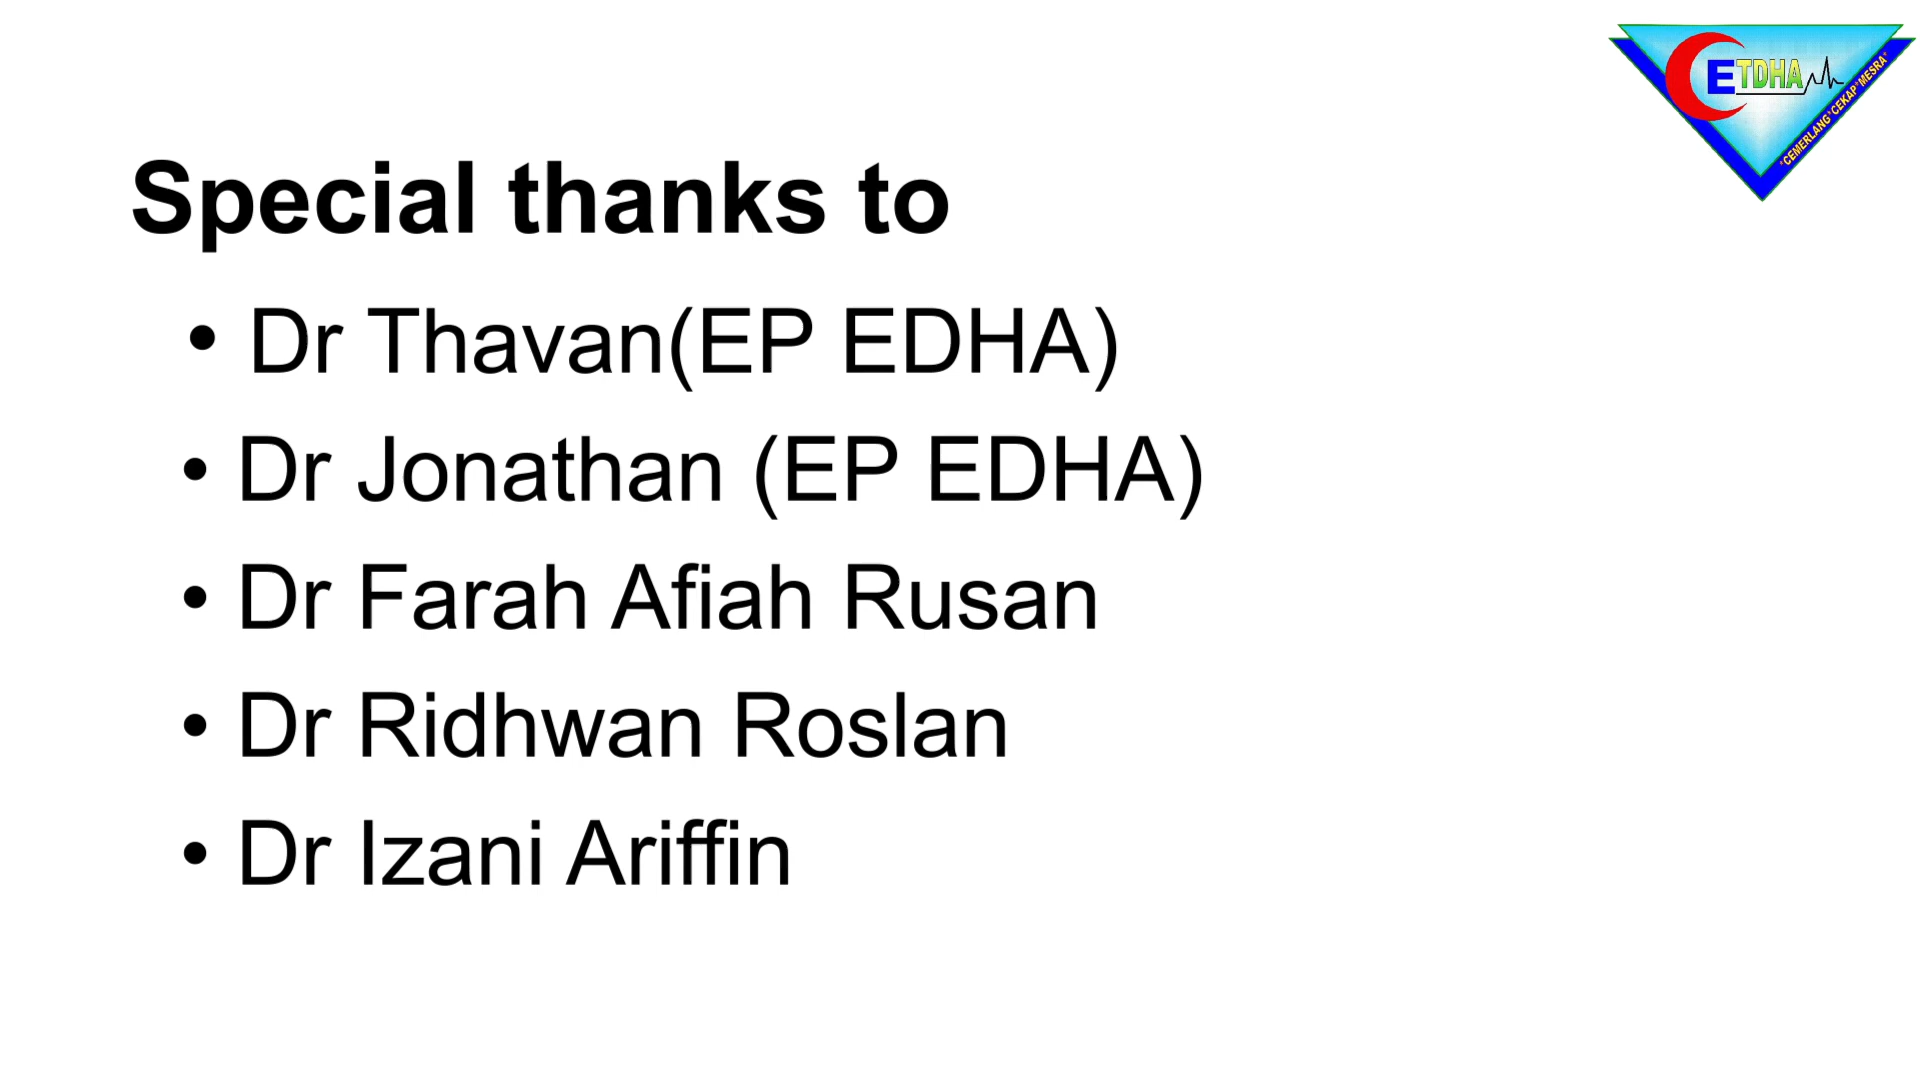 ETDHA
*CEMERLANG*CEKAP*MESRA*
Special thanks to
• Dr Thavan(EP EDHA)
• Dr Jonathan (EP EDHA)
• Dr Farah Afiah Rusan
• Dr Ridhwan Roslan
• Dr Izani Ariffin